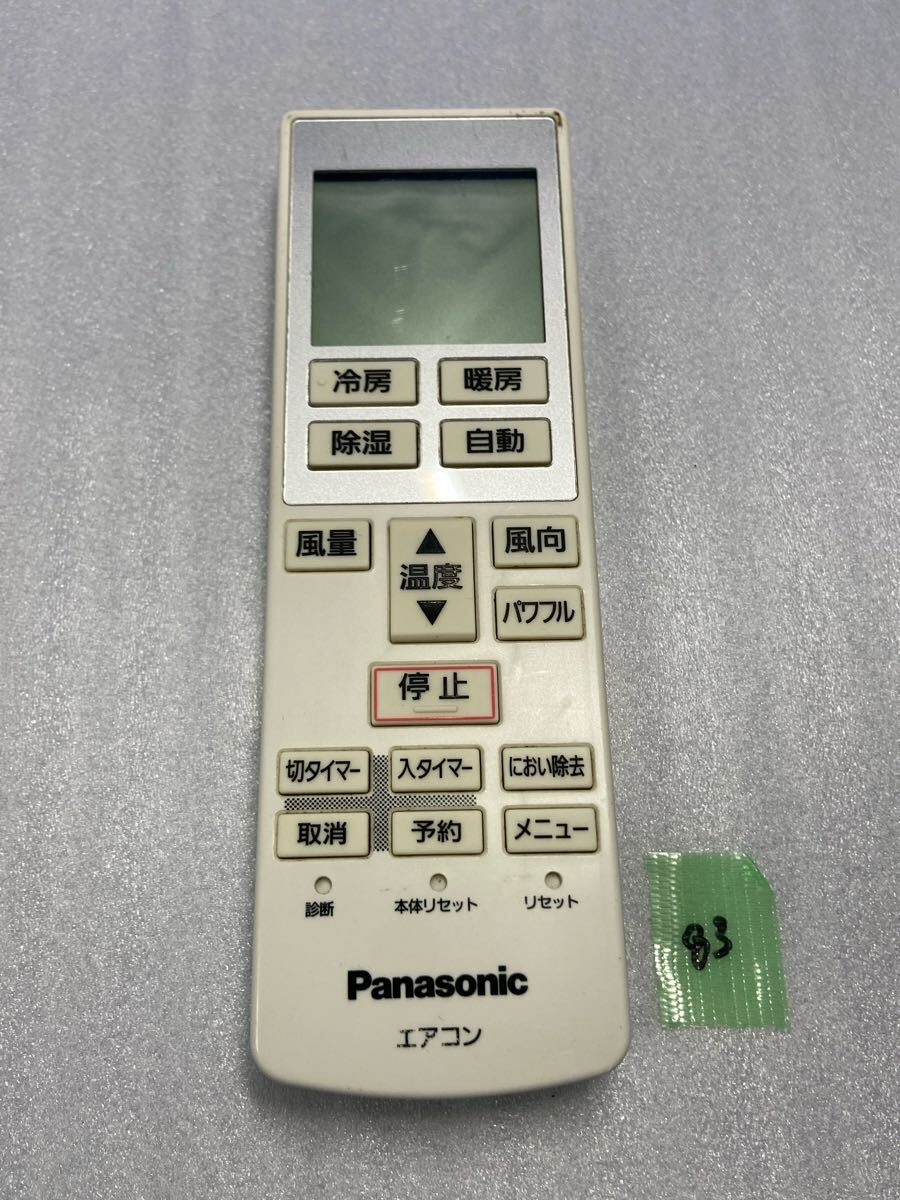 冷房 暖房
除湿 自動
風量 ▲ 風向
温度
▼ パワフル
停止
切タイマー 入タイマー におい除去
取消 予約 メニュー
診断 本体リセット リセット
Panasonic
エアコン